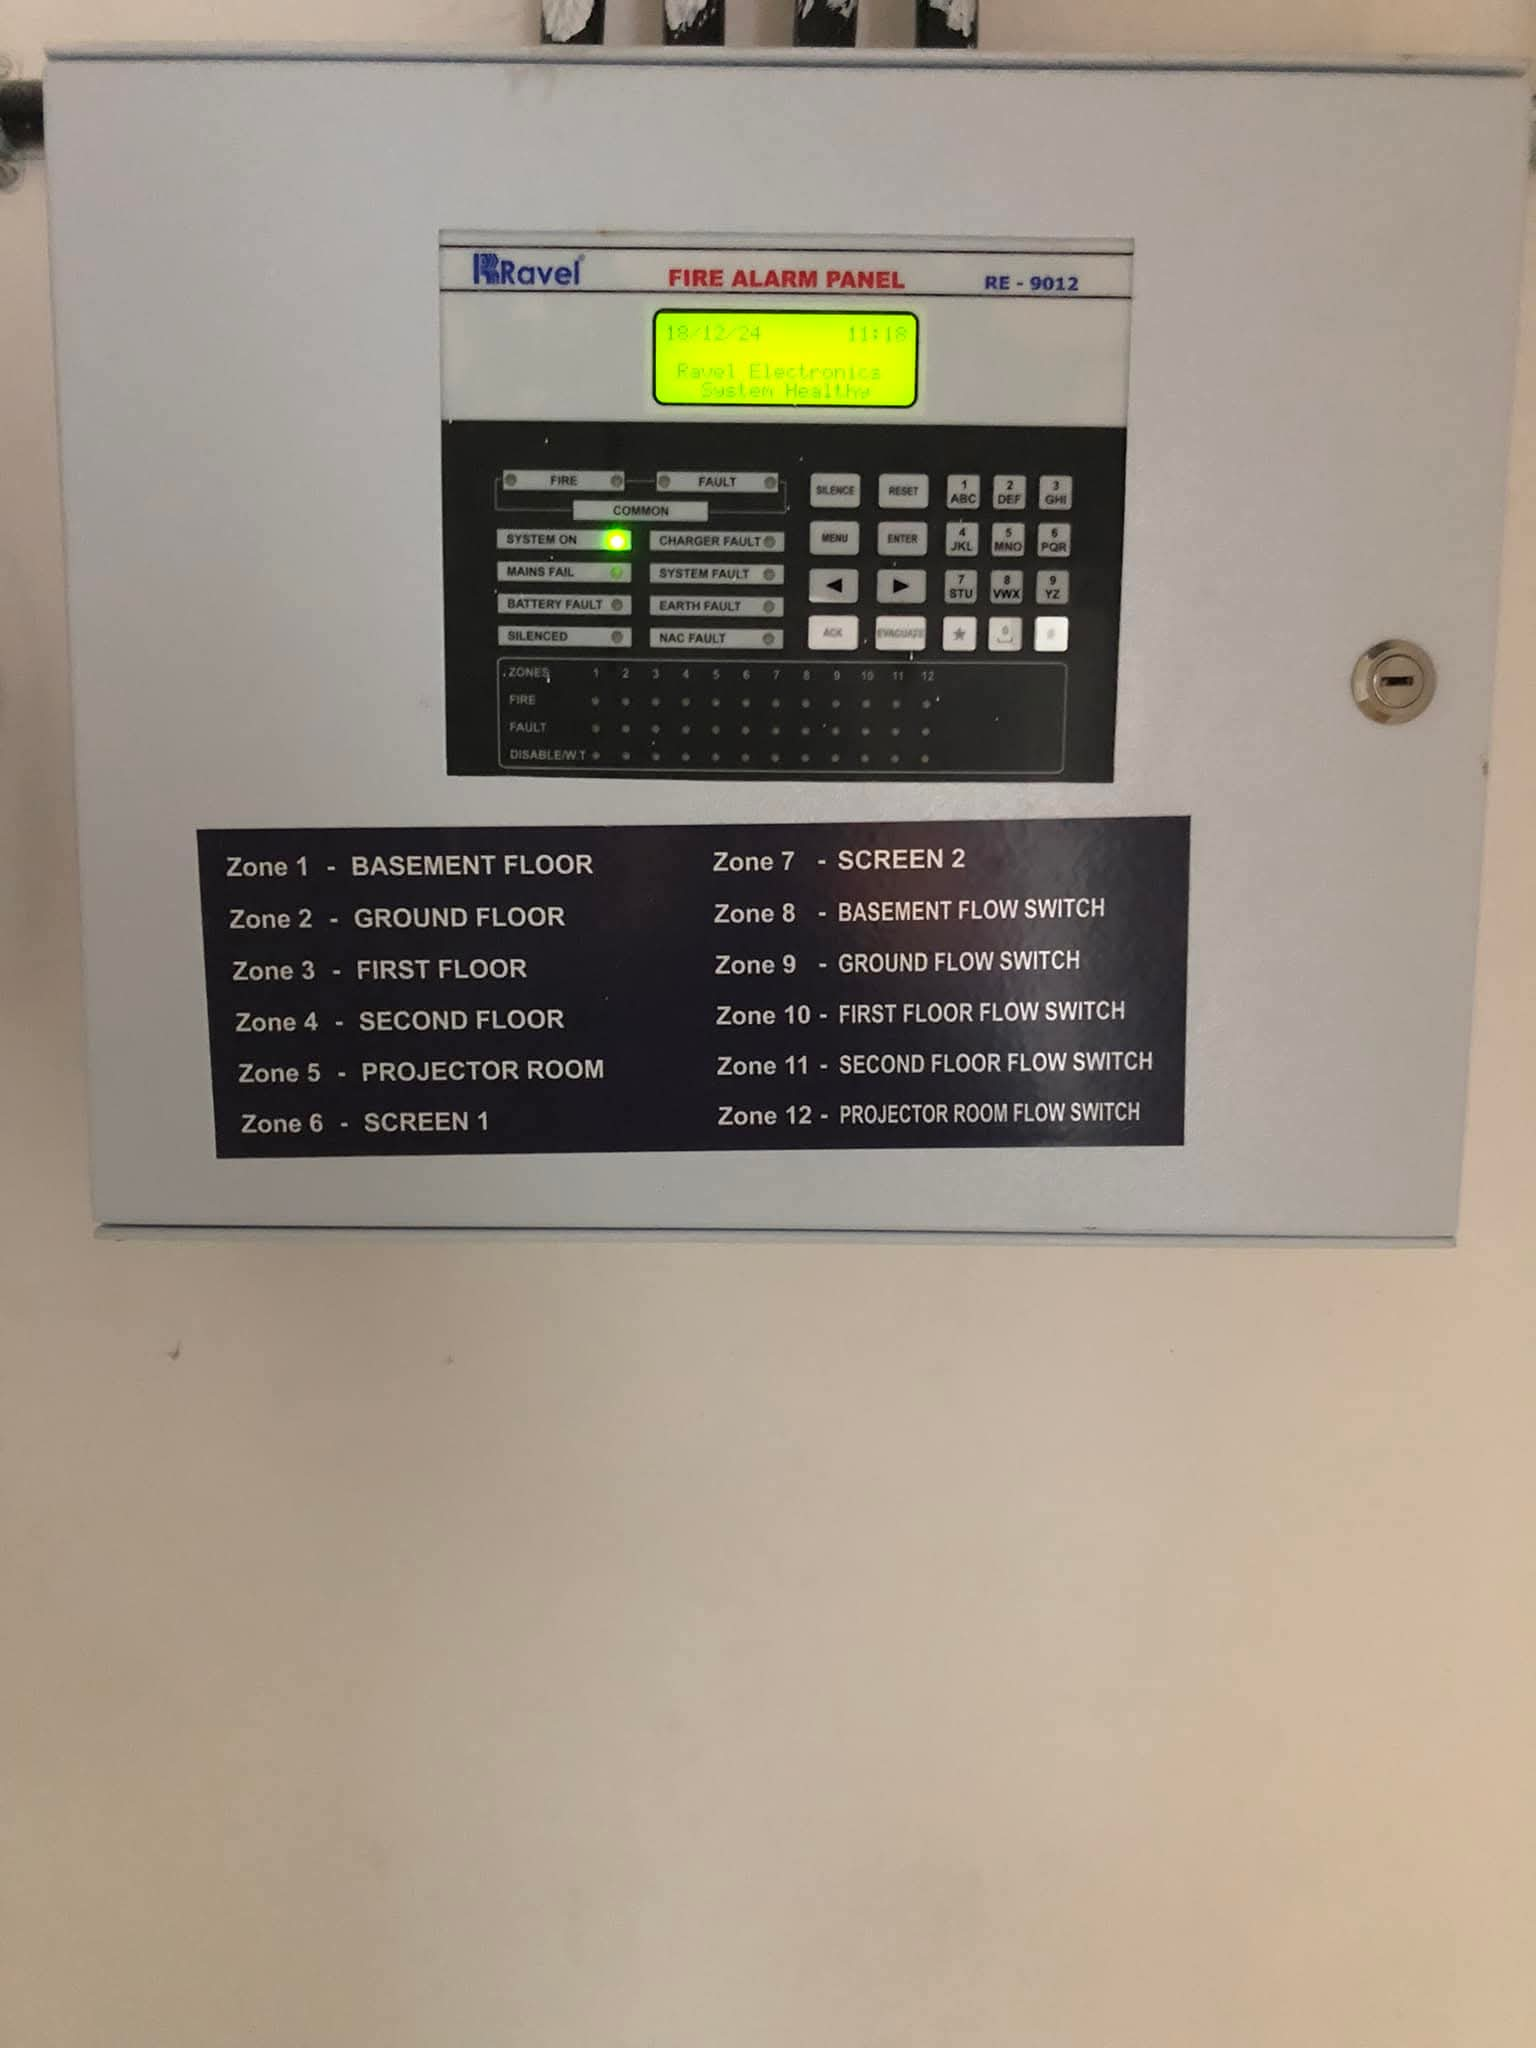 Ravel FIRE ALARM PANEL RE - 9012
18/12/24 11:18
Ravel Electronics
System Healthy
FIRE FAULT
COMMON
SYSTEM ON CHARGER FAULT
MAINS FAIL SYSTEM FAULT
BATTERY FAULT EARTH FAULT
SILENCED NAC FAULT
SILENCE RESET 1 ABC 2 DEF 3 GHI
MENU ENTER 4 JKL 5 MNO 6 PQR
◀ ▶ 7 STU 8 VWX 9 YZ
ACK EVACUATE ★ 0 #
ZONES 1 2 3 4 5 6 7 8 9 10 11 12
FIRE
FAULT
DISABLE/W.T
Zone 1 - BASEMENT FLOOR
Zone 2 - GROUND FLOOR
Zone 3 - FIRST FLOOR
Zone 4 - SECOND FLOOR
Zone 5 - PROJECTOR ROOM
Zone 6 - SCREEN 1
Zone 7 - SCREEN 2
Zone 8 - BASEMENT FLOW SWITCH
Zone 9 - GROUND FLOW SWITCH
Zone 10 - FIRST FLOOR FLOW SWITCH
Zone 11 - SECOND FLOOR FLOW SWITCH
Zone 12 - PROJECTOR ROOM FLOW SWITCH